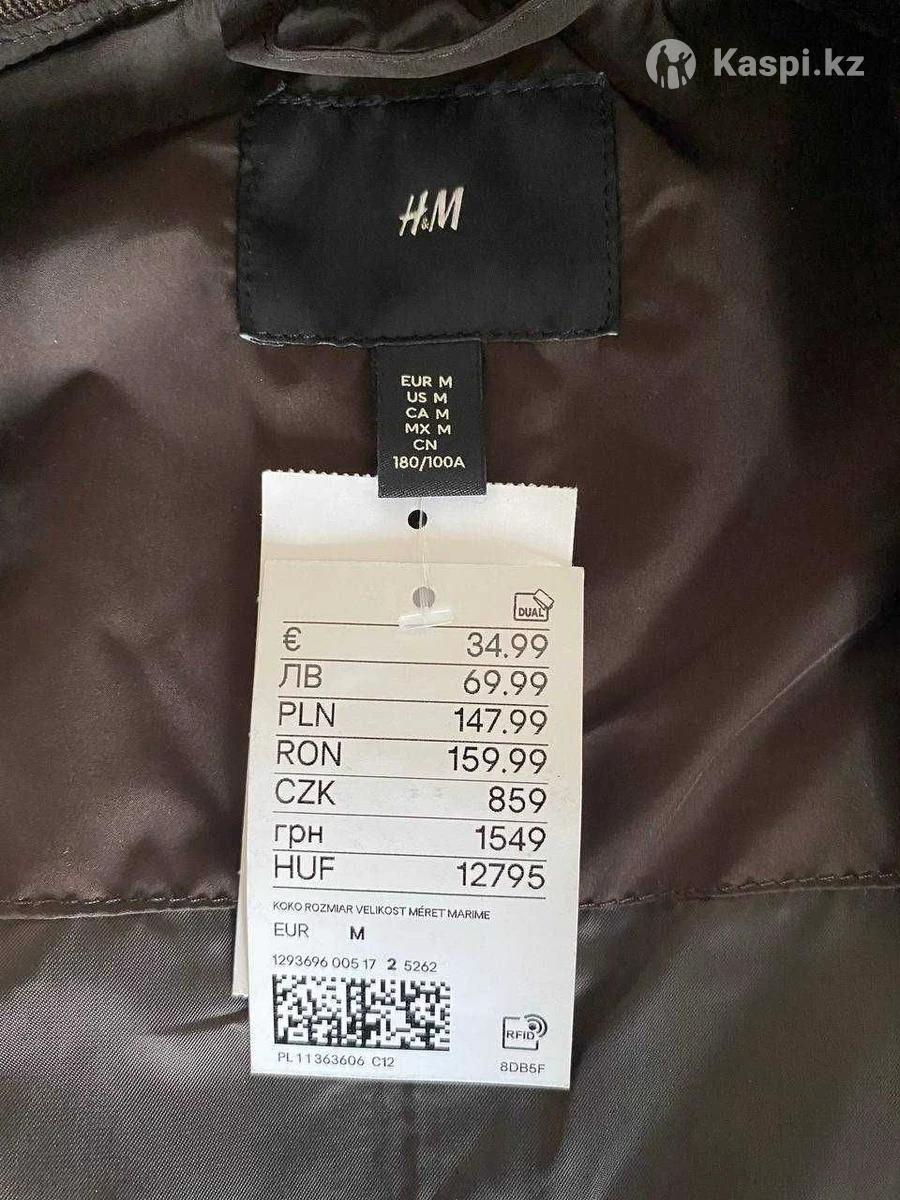 Kaspi.kz
H&M
EUR M
US M
CA M
MX M
CN
180/100A
DUAL
€ 34.99
ЛВ 69.99
PLN 147.99
RON 159.99
CZK 859
грн 1549
HUF 12795
KOKO ROZMIAR VELIKOST MÉRET MARIME
EUR M
1293696 005 17 2 5262
RFID
PL11363606 C12
8DB5F